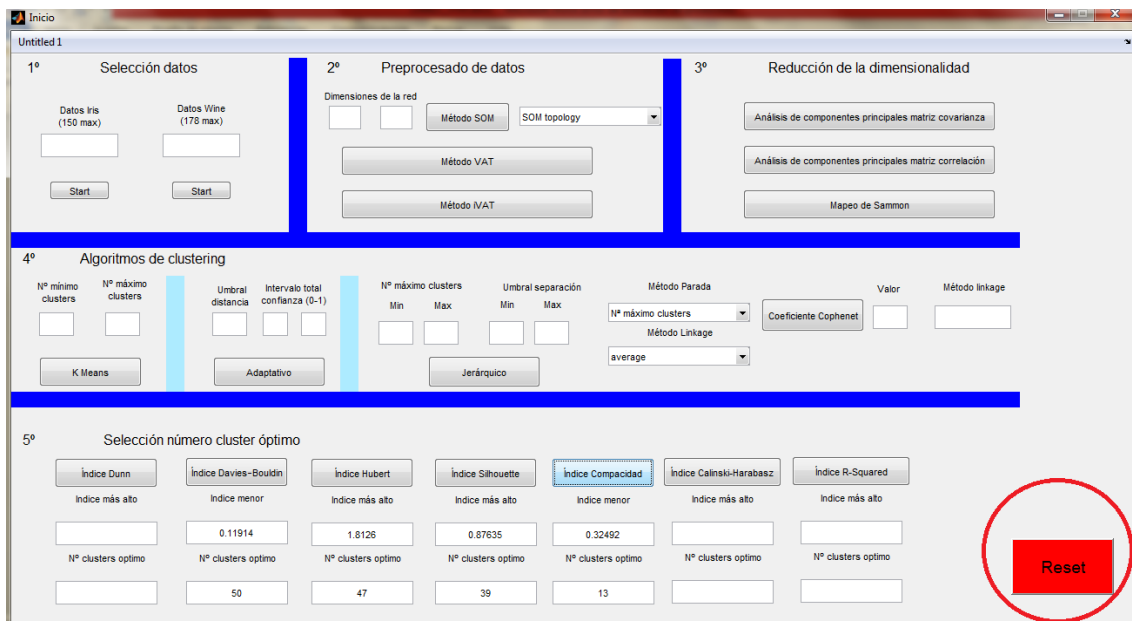 Inicio
Untitled 1
1º Selección datos
Datos Iris
(150 max)
Datos Wine
(178 max)
Start
Start
2º Preprocesado de datos
Dimensiones de la red
Método SOM
SOM topology
Método VAT
Método iVAT
3º Reducción de la dimensionalidad
Análisis de componentes principales matriz covarianza
Análisis de componentes principales matriz correlación
Mapeo de Sammon
4º Algoritmos de clustering
Nº mínimo
clusters
Nº máximo
clusters
K Means
Umbral
distancia
Intervalo total
confianza (0-1)
Adaptativo
Nº máximo clusters
Min Max
Umbral separación
Min Max
Jerárquico
Método Parada
Nº máximo clusters
Método Linkage
average
Coeficiente Cophenet
Valor
Método linkage
5º Selección número cluster óptimo
Índice Dunn
Índice Davies-Bouldin
Índice Hubert
Índice Silhouette
Índice Compacidad
Índice Calinski-Harabasz
Índice R-Squared
Indice más alto
Indice menor
Indice más alto
Indice más alto
Indice menor
Indice más alto
Indice más alto
0.11914
1.8126
0.87635
0.32492
Nº clusters optimo
Nº clusters optimo
Nº clusters optimo
Nº clusters optimo
Nº clusters optimo
Nº clusters optimo
Nº clusters optimo
50
47
39
13
Reset